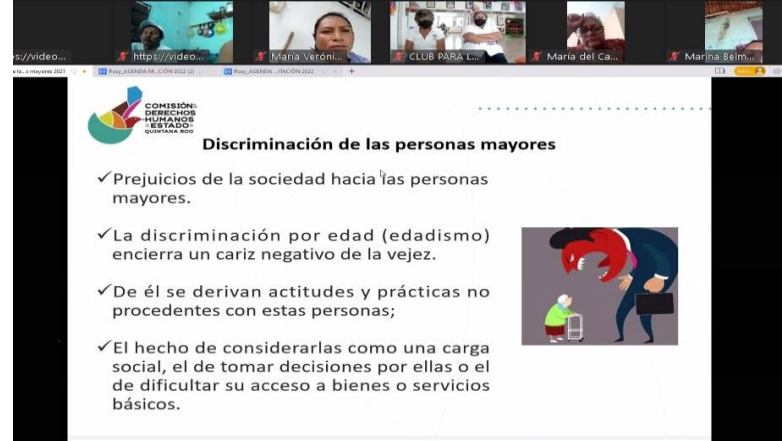 s://video...
https://video...
María Veróni...
CLUB PARA L...
María del Ca...
Marina Belm...
COMISIÓN
DERECHOS
HUMANOS
ESTADO
QUINTANA ROO
Discriminación de las personas mayores
✓Prejuicios de la sociedad hacia las personas
mayores.
✓La discriminación por edad (edadismo)
encierra un cariz negativo de la vejez.
✓De él se derivan actitudes y prácticas no
procedentes con estas personas;
✓El hecho de considerarlas como una carga
social, el de tomar decisiones por ellas o el
de dificultar su acceso a bienes o servicios
básicos.